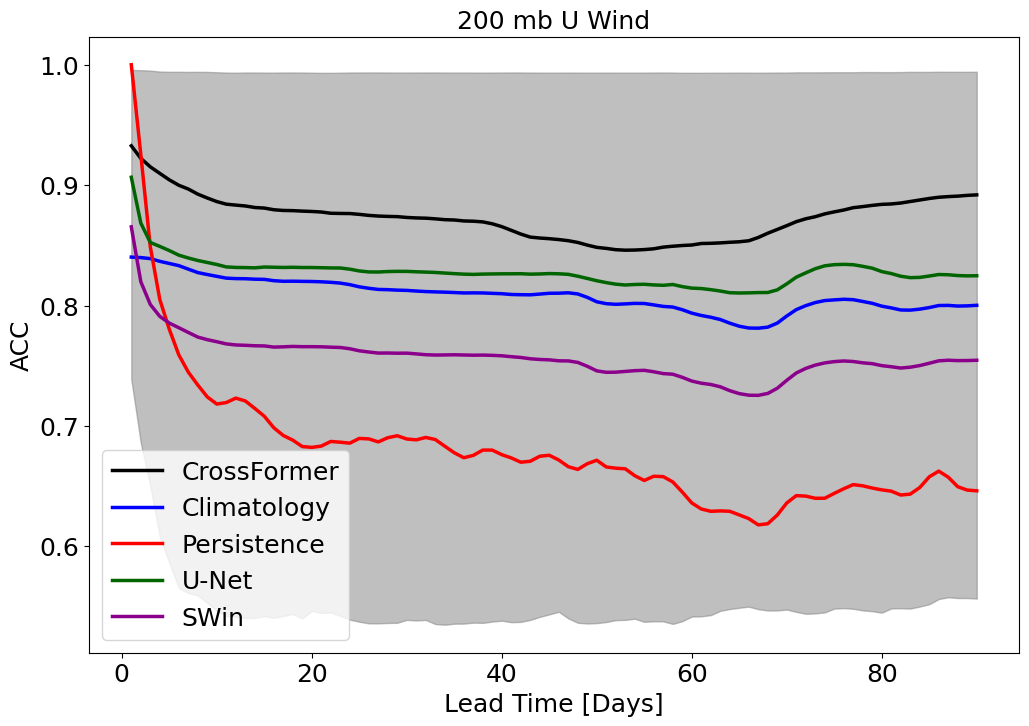 200 mb U Wind
1.0
0.9
0.8
0.7
0.6
ACC
CrossFormer
Climatology
Persistence
U-Net
SWin
0 20 40 60 80
Lead Time [Days]